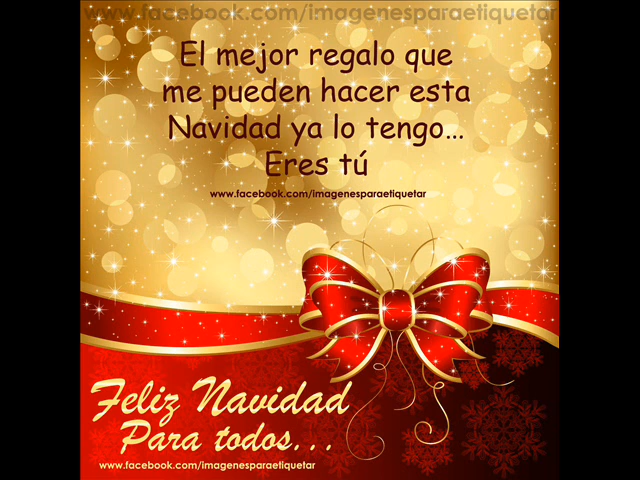 www.facebook.com/imagenesparaetiquetar
El mejor regalo que
me pueden hacer esta
Navidad ya lo tengo...
Eres tú
www.facebook.com/imagenesparaetiquetar
Feliz Navidad
Para todos...
www.facebook.com/imagenesparaetiquetar